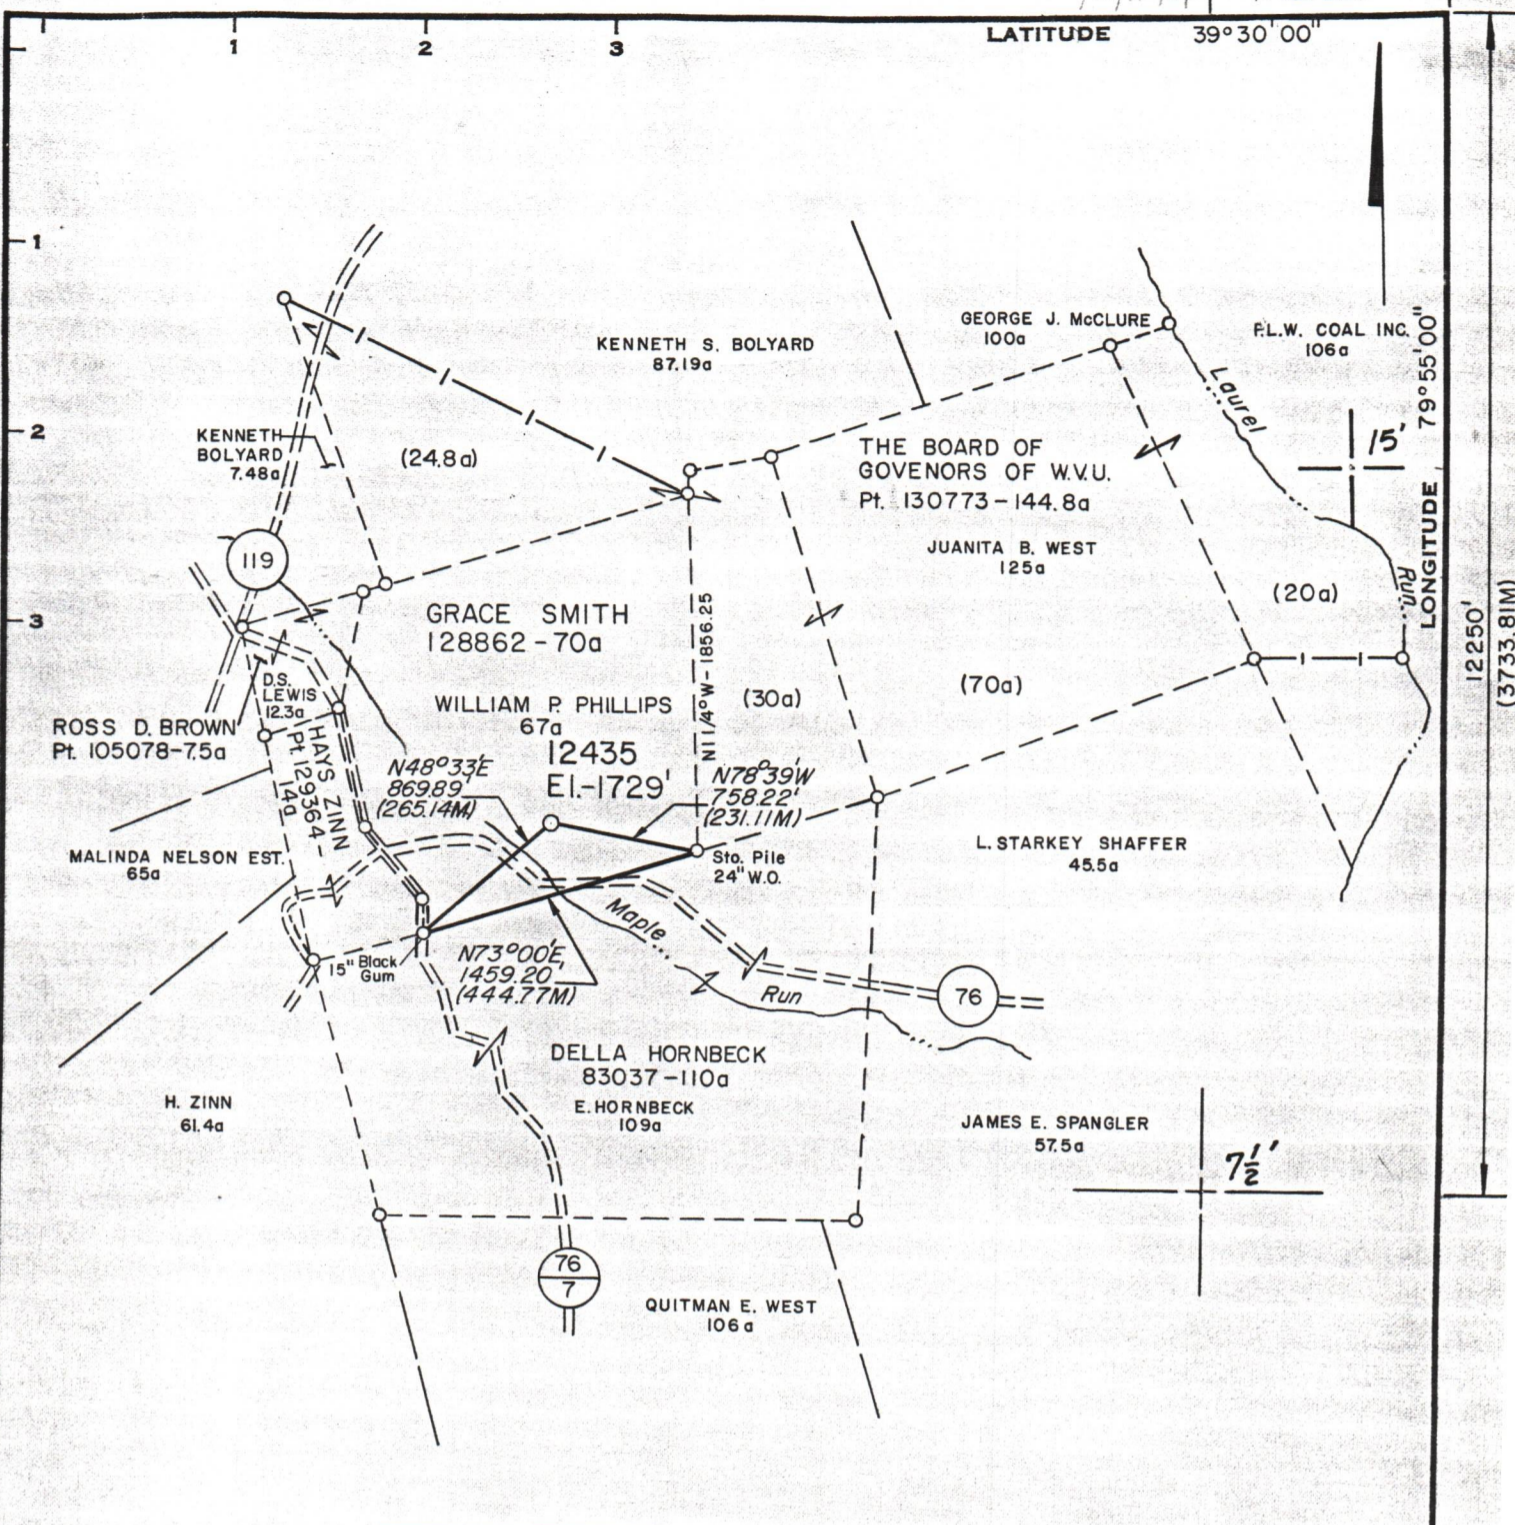 1
2
3
LATITUDE 39°30'00"
1
2
3
LONGITUDE 79°55'00"
12250'
(3733.81M)
KENNETH S. BOLYARD
87.19a
GEORGE J. McCLURE
100a
P.L.W. COAL INC.
106a
Laurel
Run
15'
KENNETH
BOLYARD
7.48a
(24.8a)
THE BOARD OF
GOVENORS OF W.V.U.
Pt. 130773-144.8a
JUANITA B. WEST
125a
(20a)
119
GRACE SMITH
128862-70a
N11/4°W-1856.25
(30a)
(70a)
D.S.
LEWIS
12.3a
WILLIAM P. PHILLIPS
67a
12435
El.-1729'
ROSS D. BROWN
Pt. 105078-7.5a
HAYS ZINN
Pt. 129364-
14a
N48°33'E
869.89'
(265.14M)
N78°39'W
758.22'
(231.11M)
Sto. Pile
24" W.O.
MALINDA NELSON EST.
65a
L. STARKEY SHAFFER
45.5a
Maple
Run
15" Black
Gum
N73°00'E
1459.20'
(444.77M)
76
DELLA HORNBECK
83037-110a
E. HORNBECK
109a
H. ZINN
61.4a
JAMES E. SPANGLER
57.5a
7½'
76
7
QUITMAN E. WEST
106a